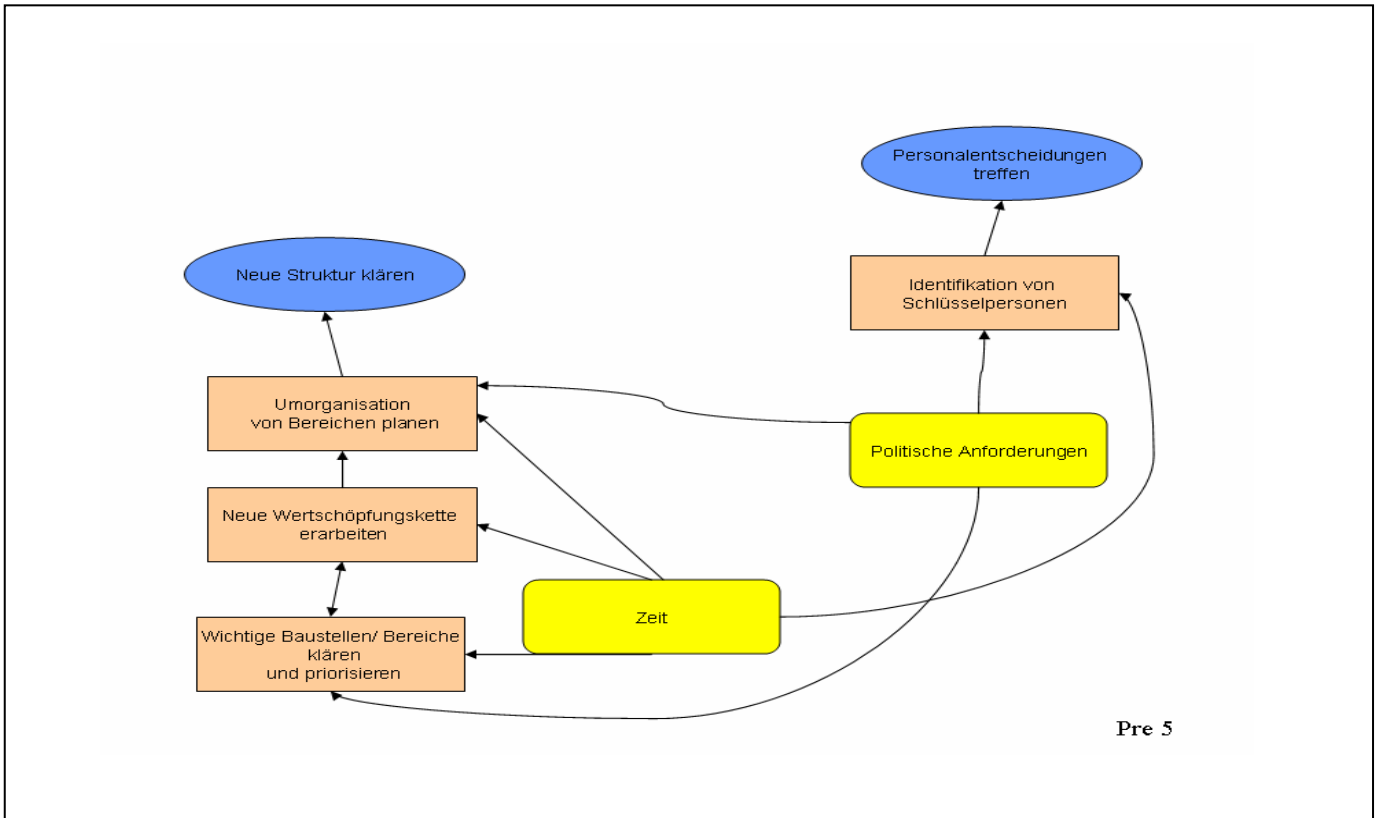 Personalentscheidungen
treffen
Neue Struktur klären
Identifikation von
Schlüsselpersonen
Umorganisation
von Bereichen planen
Politische Anforderungen
Neue Wertschöpfungskette
erarbeiten
Zeit
Wichtige Baustellen/ Bereiche
klären
und priorisieren
Pre 5